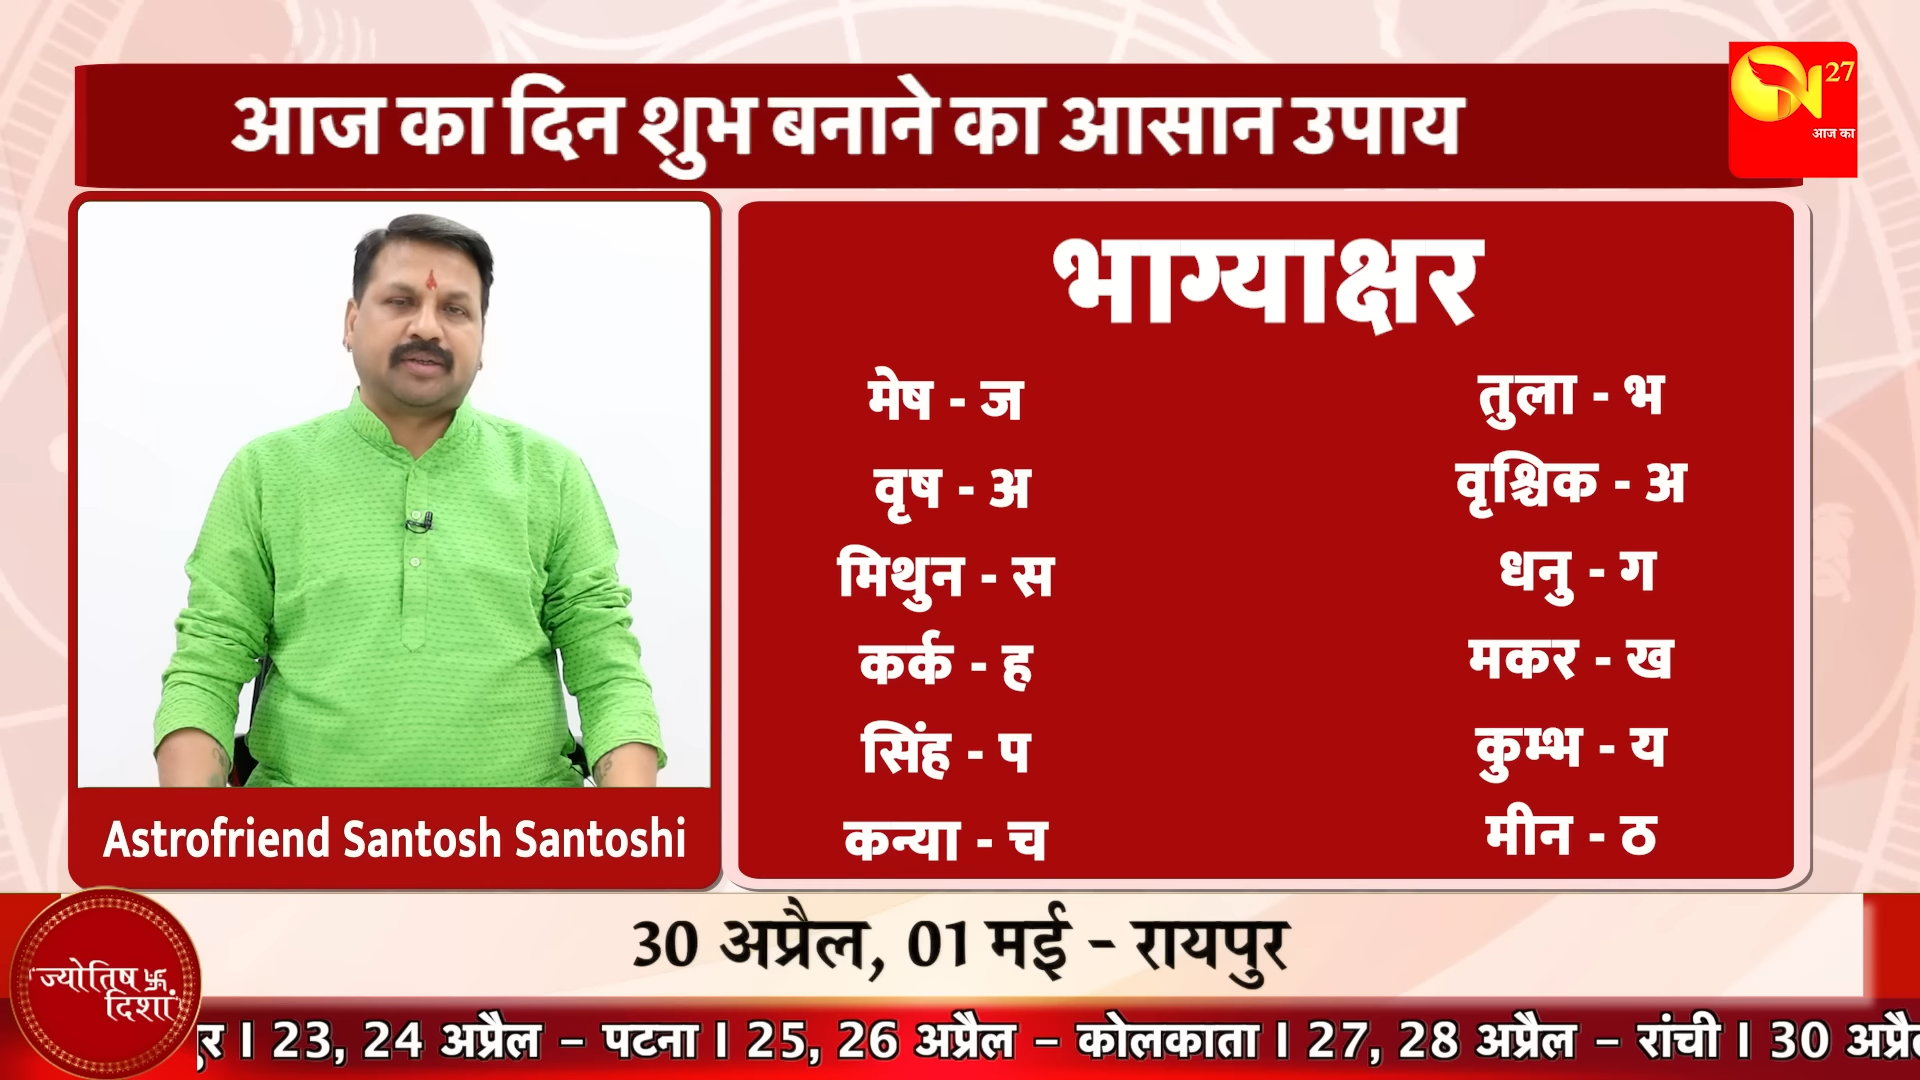 आज का दिन शुभ बनाने का आसान उपाय
27
आज का
भाग्याक्षर
मेष - ज
वृष - अ
मिथुन - स
कर्क - ह
सिंह - प
कन्या - च
तुला - भ
वृश्चिक - अ
धनु - ग
मकर - ख
कुम्भ - य
मीन - ठ
Astrofriend Santosh Santoshi
30 अप्रैल, 01 मई - रायपुर
ज्योतिष
दिशा
। 23, 24 अप्रैल – पटना । 25, 26 अप्रैल – कोलकाता । 27, 28 अप्रैल – रांची । 30